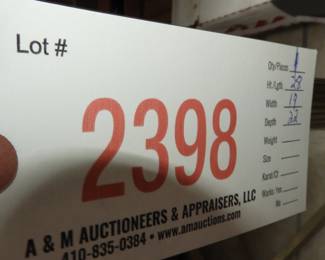 Lot #
2398
A & M AUCTIONEERS & APPRAISERS, LLC
410-835-0384 • www.amauctions.com
Qty/Pieces 1
Ht./Lgth 28
Width 19
Depth 22
Weight
Size
Karat/Ct
Works: Yes
No